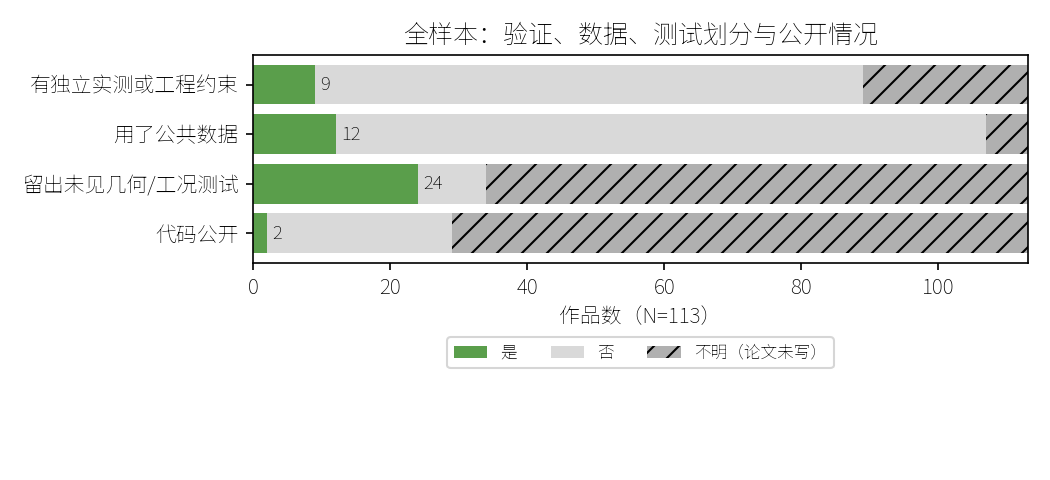 全样本：验证、数据、测试划分与公开情况
有独立实测或工程约束
9
用了公共数据
12
留出未见几何/工况测试
24
代码公开
2
0 20 40 60 80 100
作品数（N=113）
是 否 不明（论文未写）